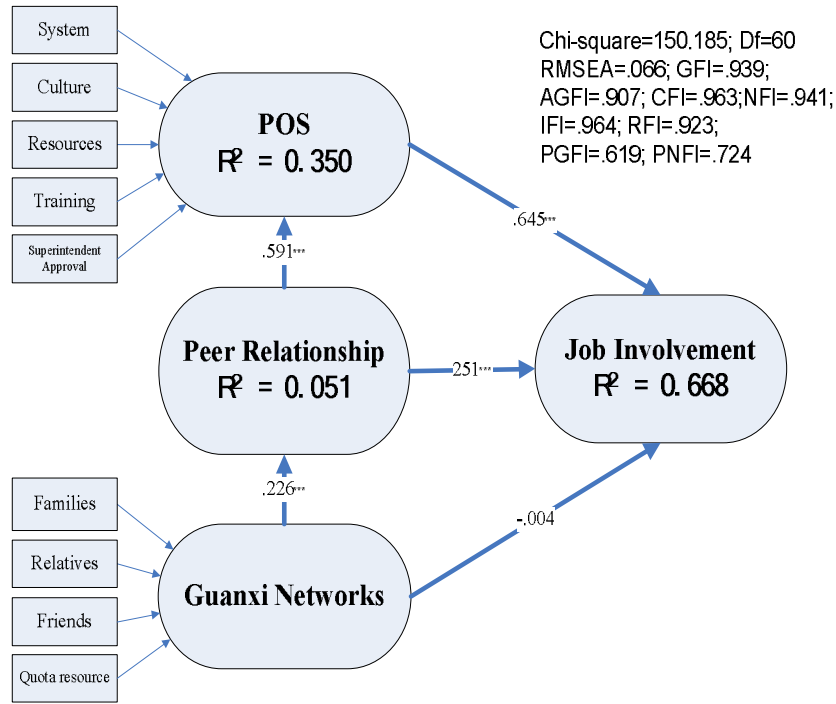 System
Culture
Resources
Training
Superintendent
Approval
POS
R² = 0.350
Chi-square=150.185; Df=60
RMSEA=.066; GFI=.939;
AGFI=.907; CFI=.963;NFI=.941;
IFI=.964; RFI=.923;
PGFI=.619; PNFI=.724
.645***
.591***
Peer Relationship
R² = 0.051
251***
Job Involvement
R² = 0.668
.226***
-.004
Families
Relatives
Friends
Quota resource
Guanxi Networks